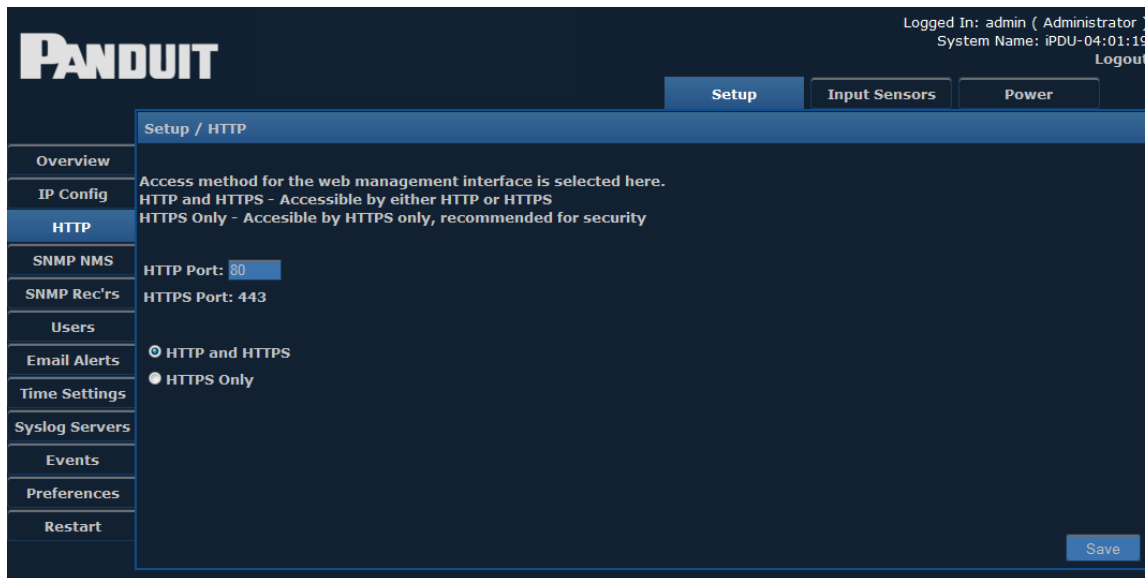 PANDUIT
Logged In: admin ( Administrator )
System Name: iPDU-04:01:19
Logout
Setup
Input Sensors
Power
Setup / HTTP
Overview
IP Config
HTTP
SNMP NMS
SNMP Rec'rs
Users
Email Alerts
Time Settings
Syslog Servers
Events
Preferences
Restart
Access method for the web management interface is selected here.
HTTP and HTTPS - Accessible by either HTTP or HTTPS
HTTPS Only - Accesible by HTTPS only, recommended for security
HTTP Port: 80
HTTPS Port: 443
HTTP and HTTPS
HTTPS Only
Save